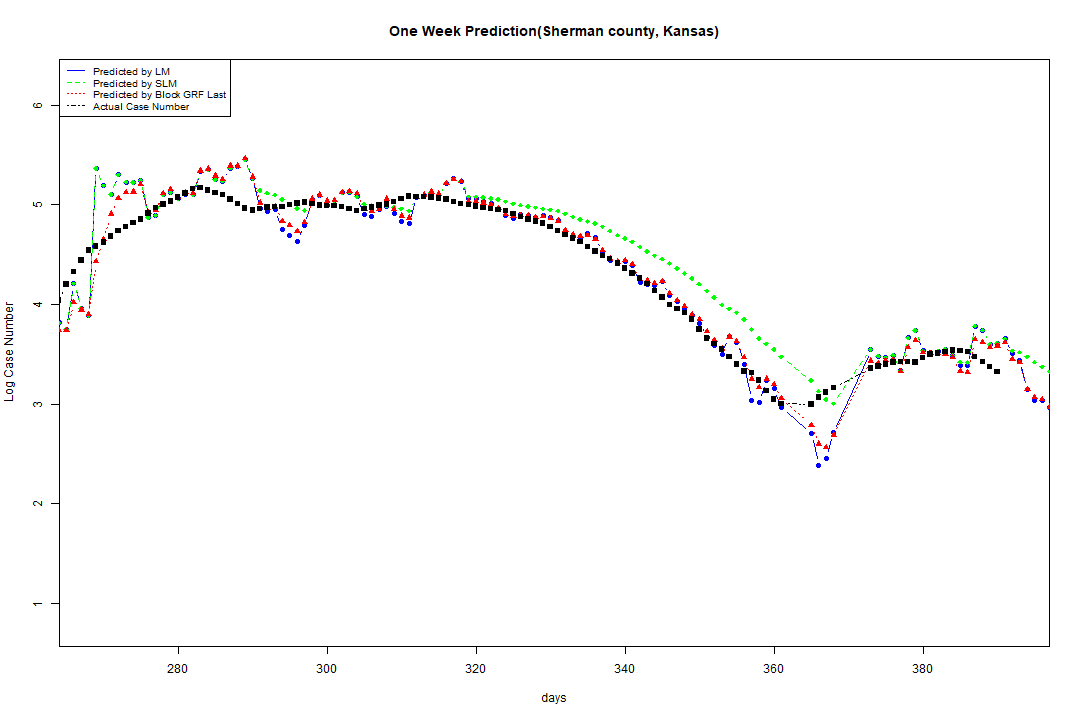 One Week Prediction(Sherman county, Kansas)
Predicted by LM
Predicted by SLM
Predicted by Block GRF Last
Actual Case Number
6
5
4
3
2
1
Log Case Number
280 300 320 340 360 380
days